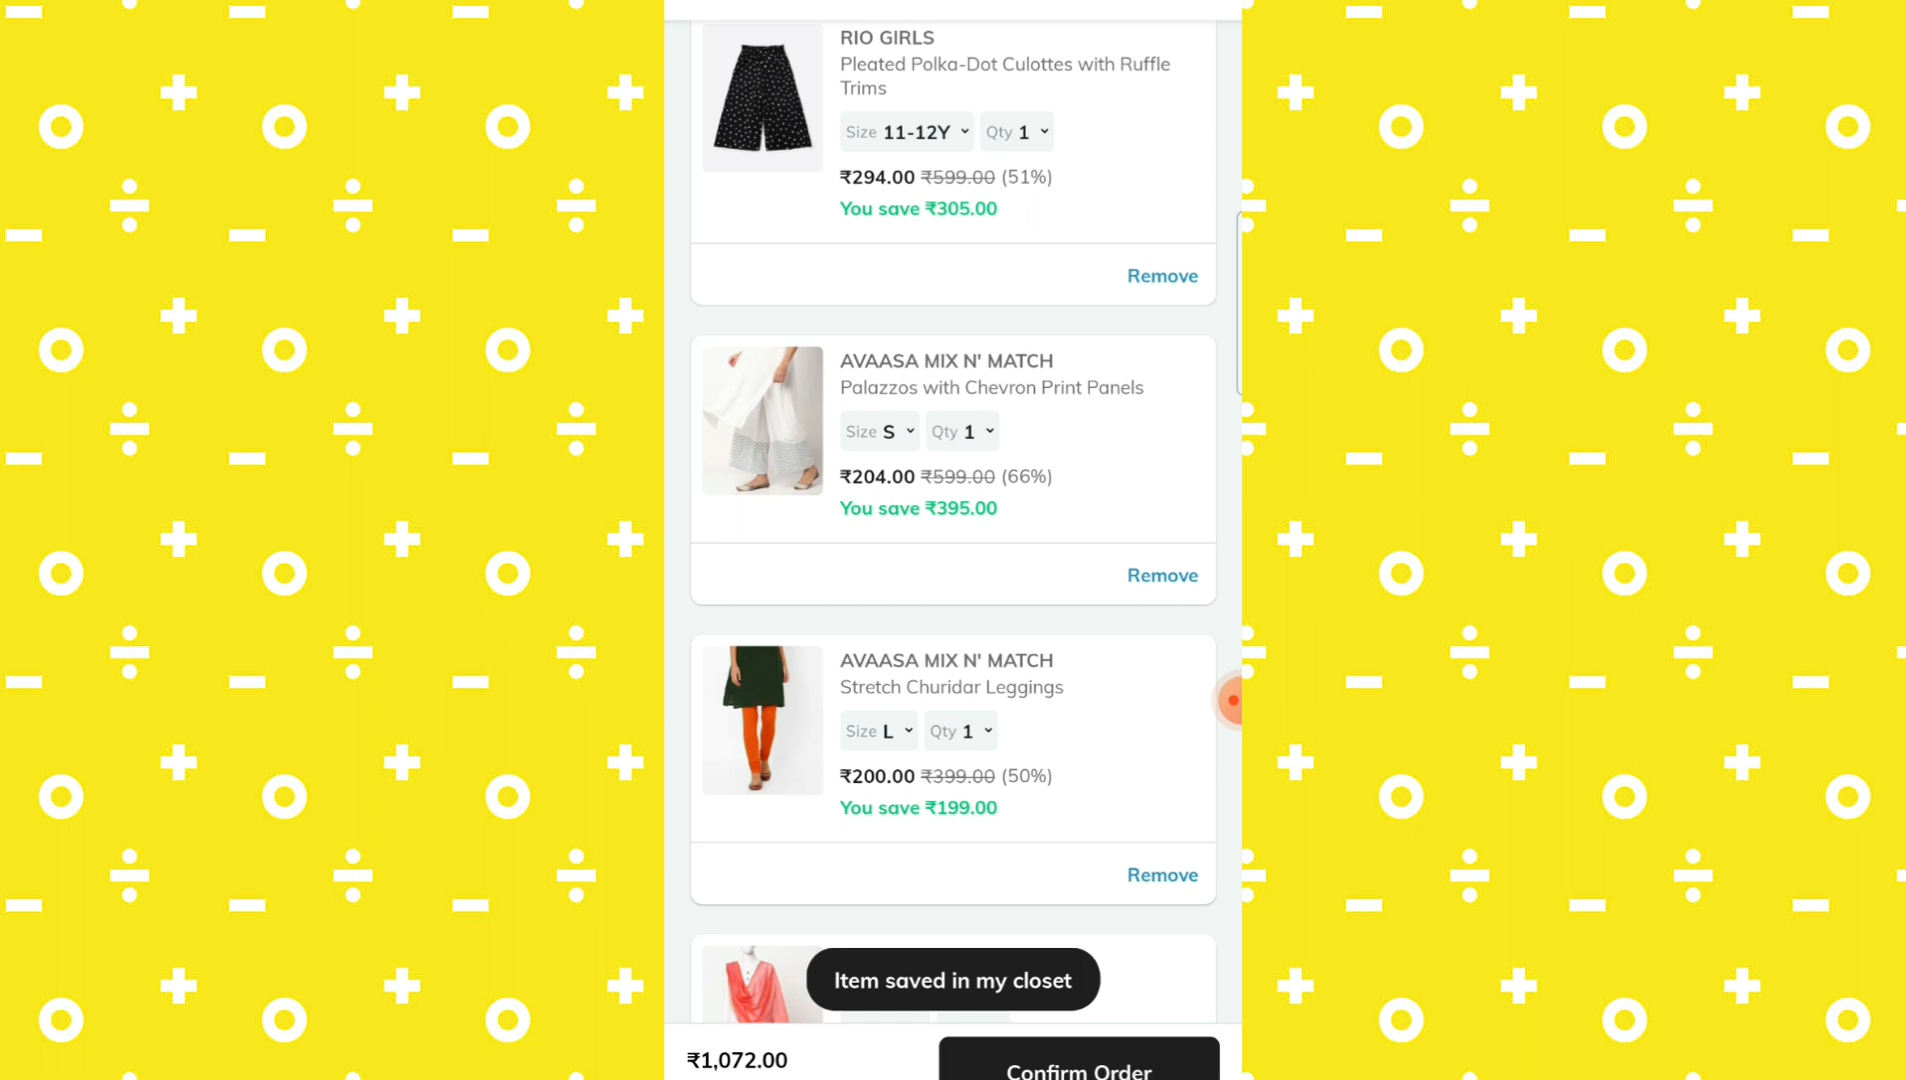 RIO GIRLS
Pleated Polka-Dot Culottes with Ruffle
Trims
Size 11-12Y Qty 1
₹294.00 ₹599.00 (51%)
You save ₹305.00
Remove
AVAASA MIX N' MATCH
Palazzos with Chevron Print Panels
Size S Qty 1
₹204.00 ₹599.00 (66%)
You save ₹395.00
Remove
AVAASA MIX N' MATCH
Stretch Churidar Leggings
Size L Qty 1
₹200.00 ₹399.00 (50%)
You save ₹199.00
Remove
Item saved in my closet
₹1,072.00
Confirm Order